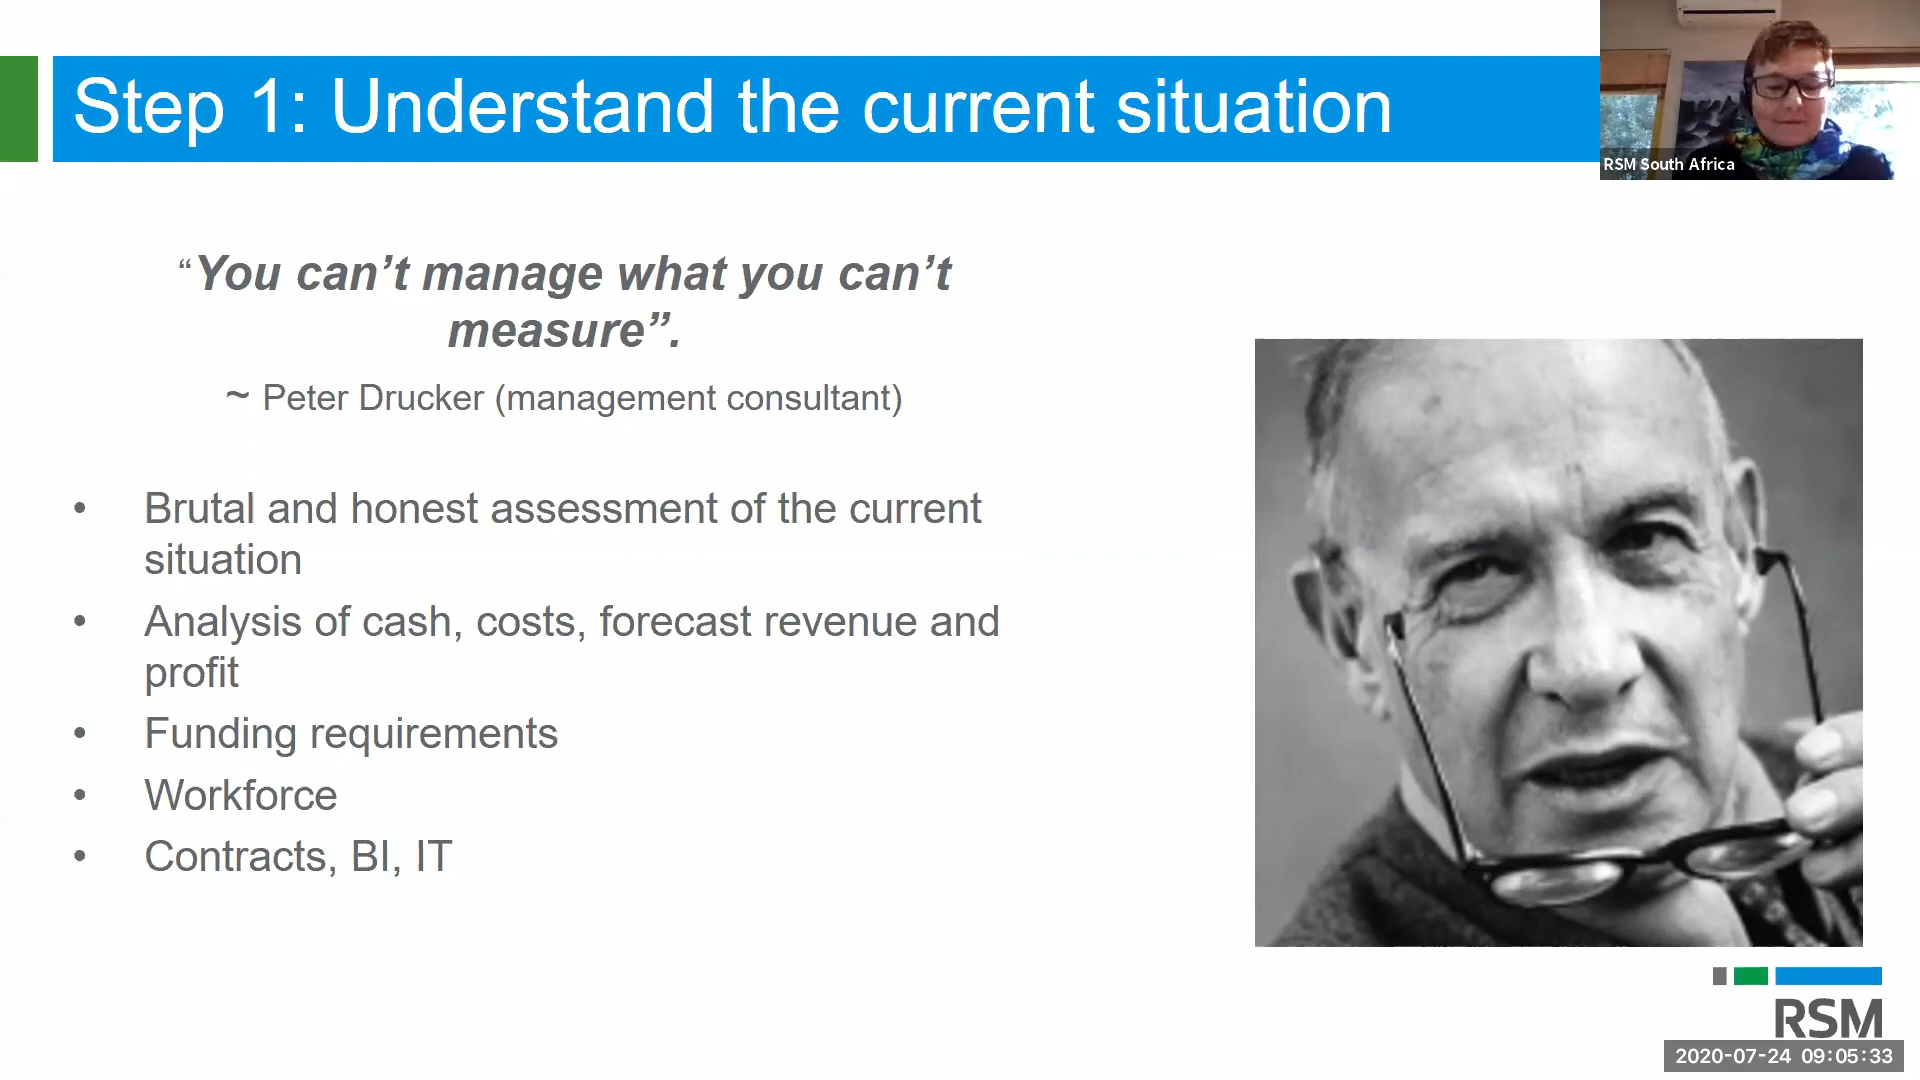 Step 1: Understand the current situation
RSM South Africa
“You can’t manage what you can’t
measure”.
~ Peter Drucker (management consultant)
• Brutal and honest assessment of the current
situation
• Analysis of cash, costs, forecast revenue and
profit
• Funding requirements
• Workforce
• Contracts, BI, IT
RSM
2020-07-24 09:05:33